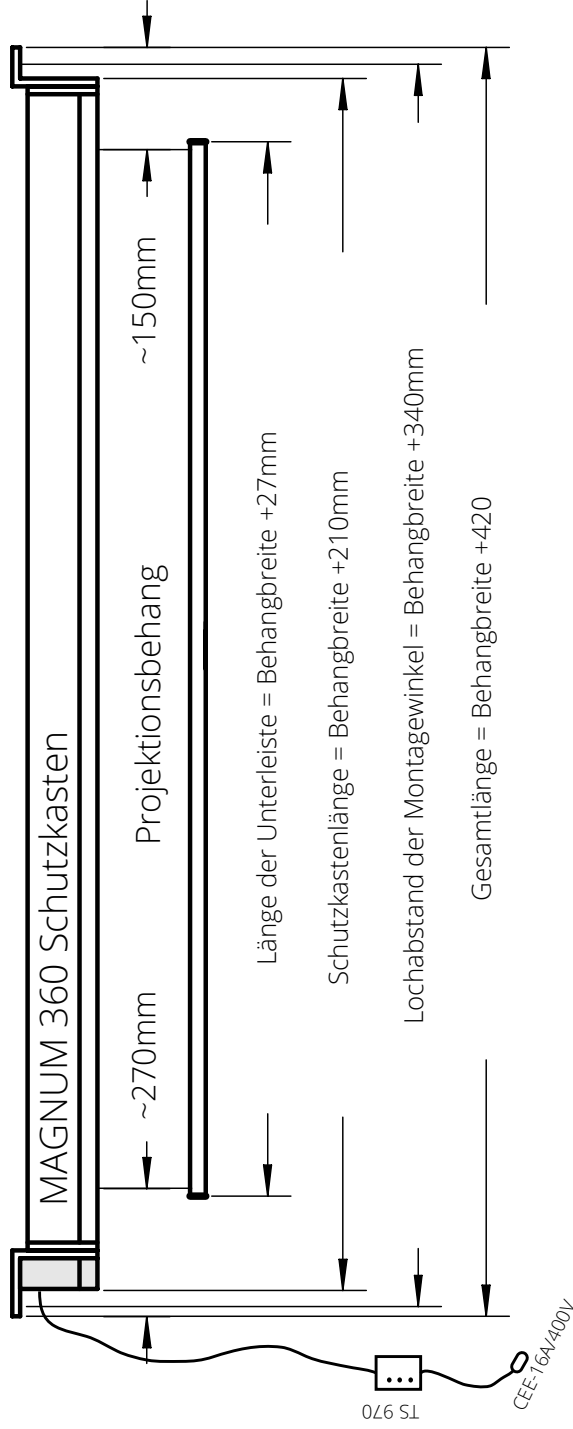 MAGNUM 360 Schutzkasten
~270mm
Projektionsbehang
~150mm
Länge der Unterleiste = Behangbreite +27mm
Schutzkastenlänge = Behangbreite +210mm
Lochabstand der Montagewinkel = Behangbreite +340mm
Gesamtlänge = Behangbreite +420
TS 970
CEE-16A/400V